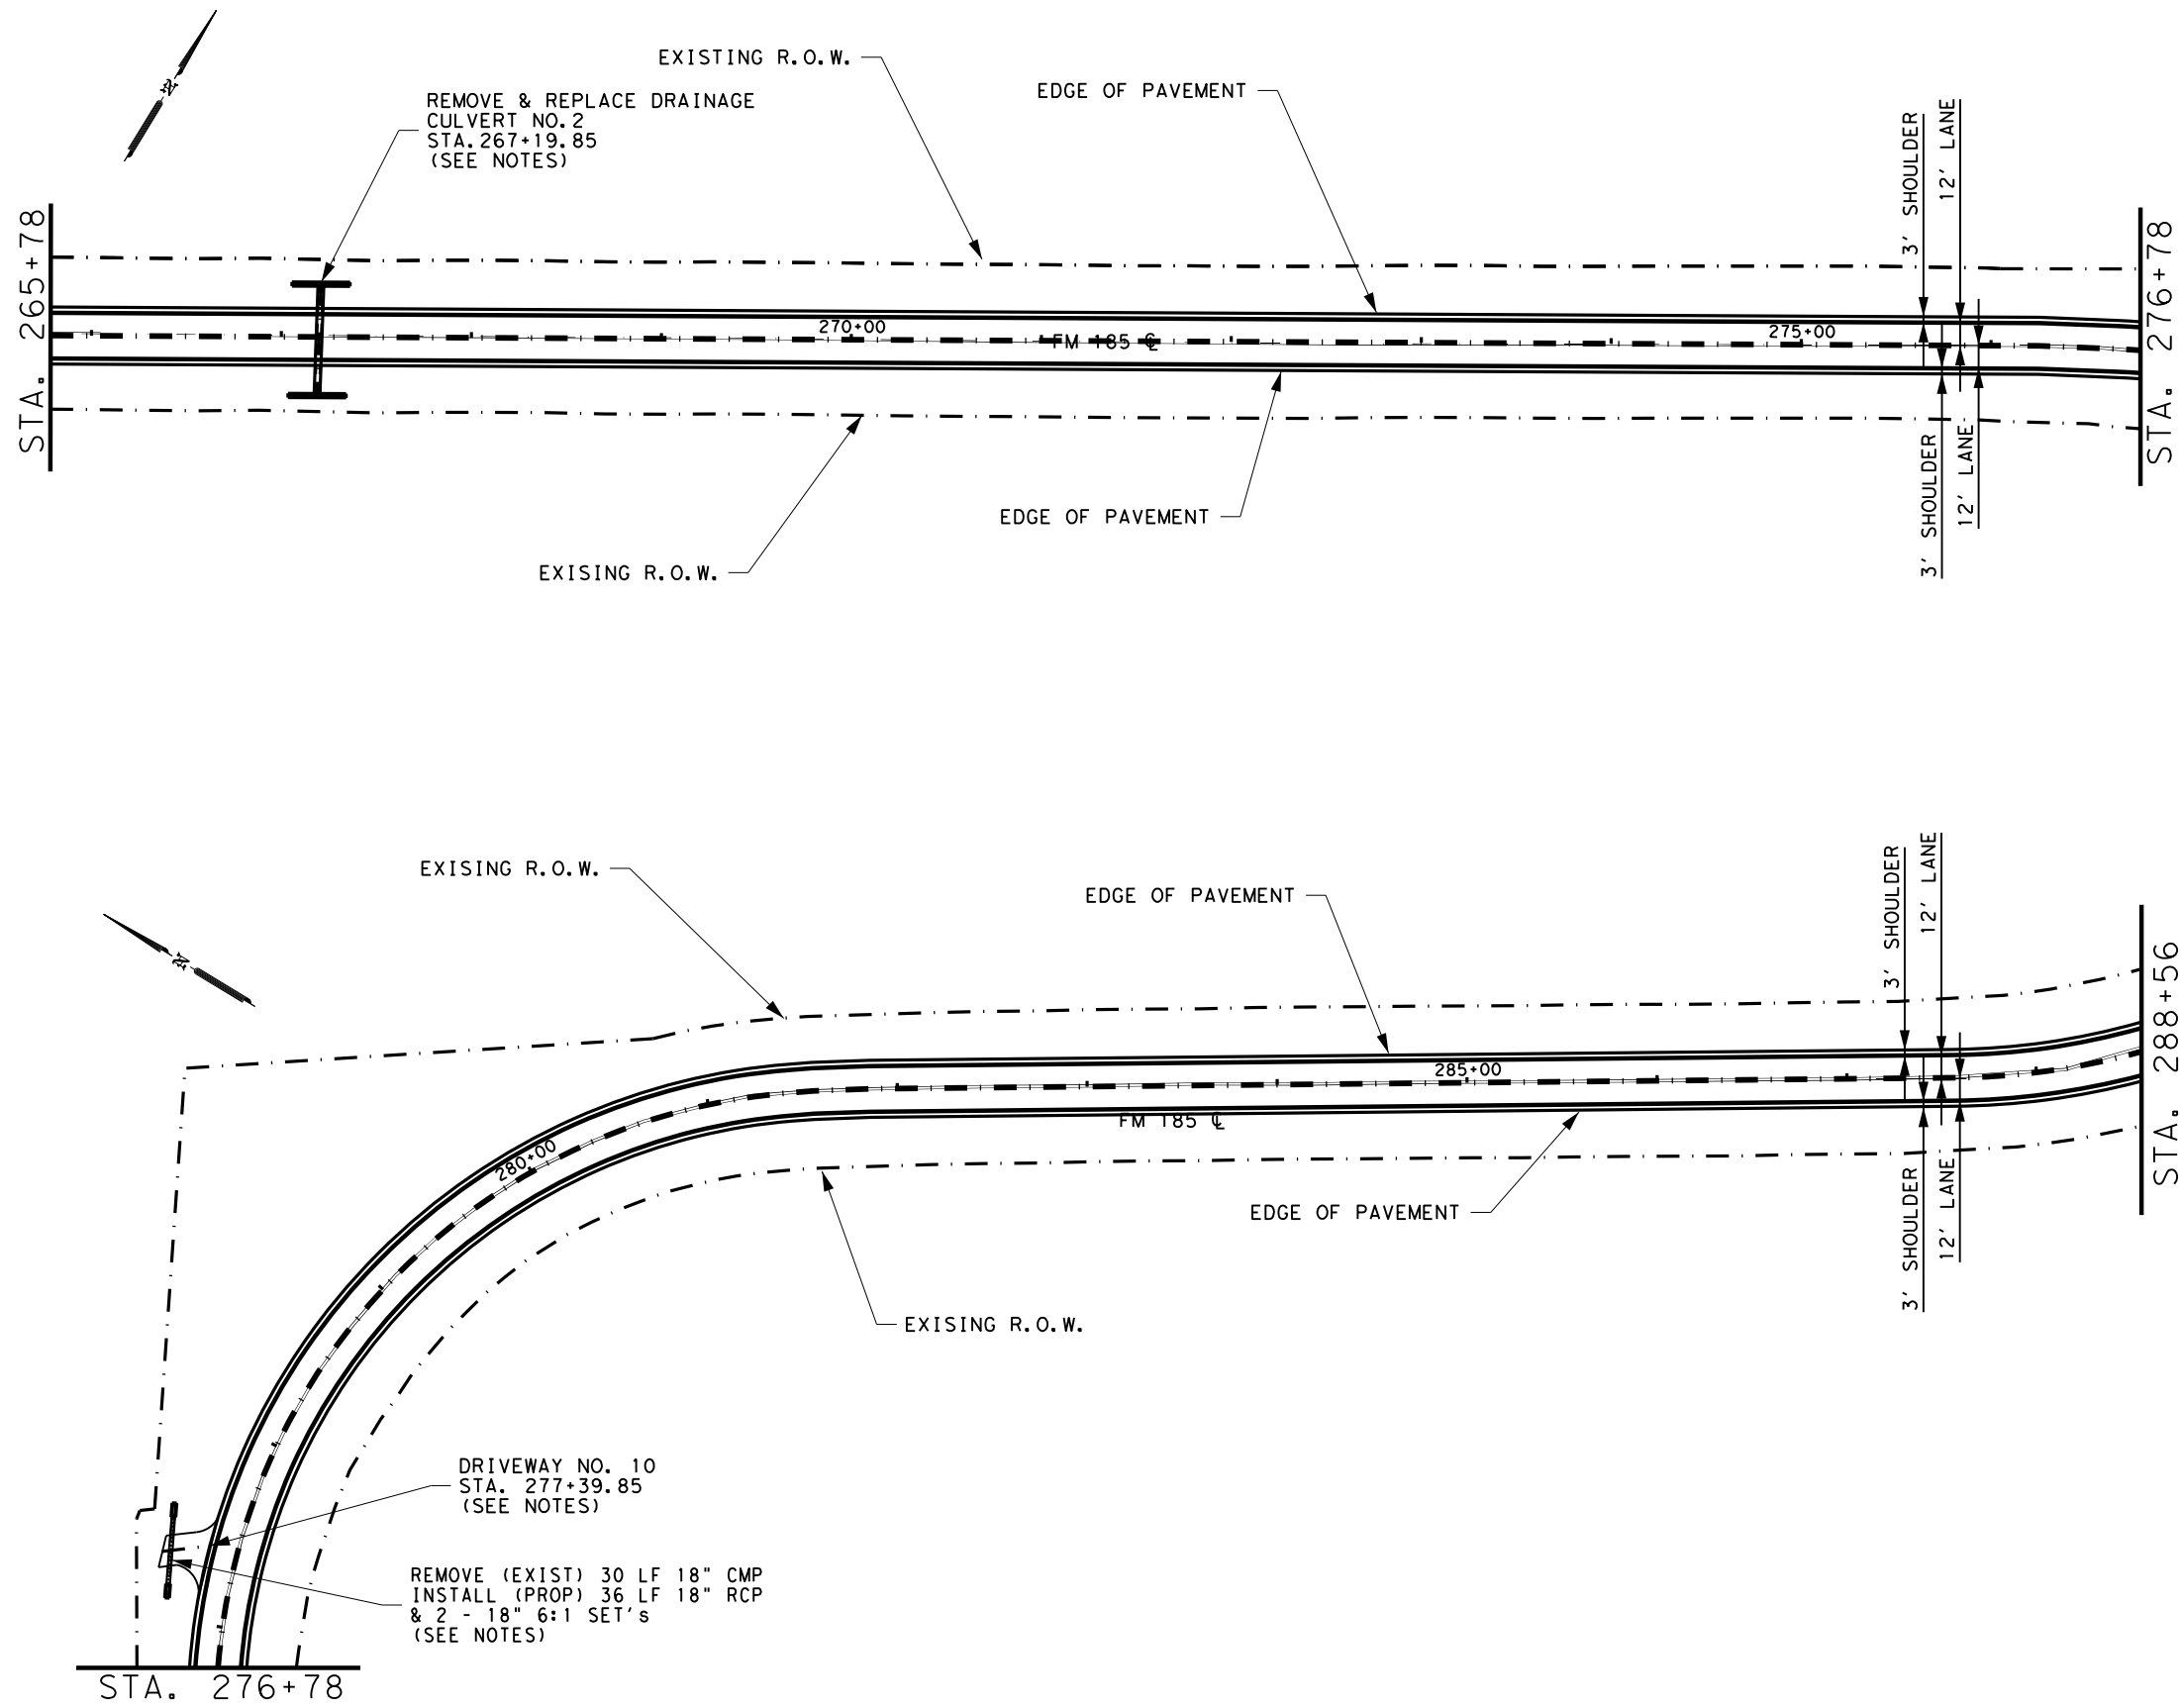 N
EXISTING R.O.W.
EDGE OF PAVEMENT
REMOVE & REPLACE DRAINAGE
CULVERT NO.2
STA.267+19.85
(SEE NOTES)
3' SHOULDER
12' LANE
STA. 265+78
STA. 276+78
270+00
FM 185 ℄
275+00
3' SHOULDER
12' LANE
EDGE OF PAVEMENT
EXISING R.O.W.
EXISING R.O.W.
EDGE OF PAVEMENT
3' SHOULDER
12' LANE
N
STA. 288+56
285+00
FM 185 ℄
280+00
3' SHOULDER
12' LANE
EDGE OF PAVEMENT
EXISING R.O.W.
DRIVEWAY NO. 10
STA. 277+39.85
(SEE NOTES)
REMOVE (EXIST) 30 LF 18" CMP
INSTALL (PROP) 36 LF 18" RCP
& 2 - 18" 6:1 SET's
(SEE NOTES)
STA. 276+78